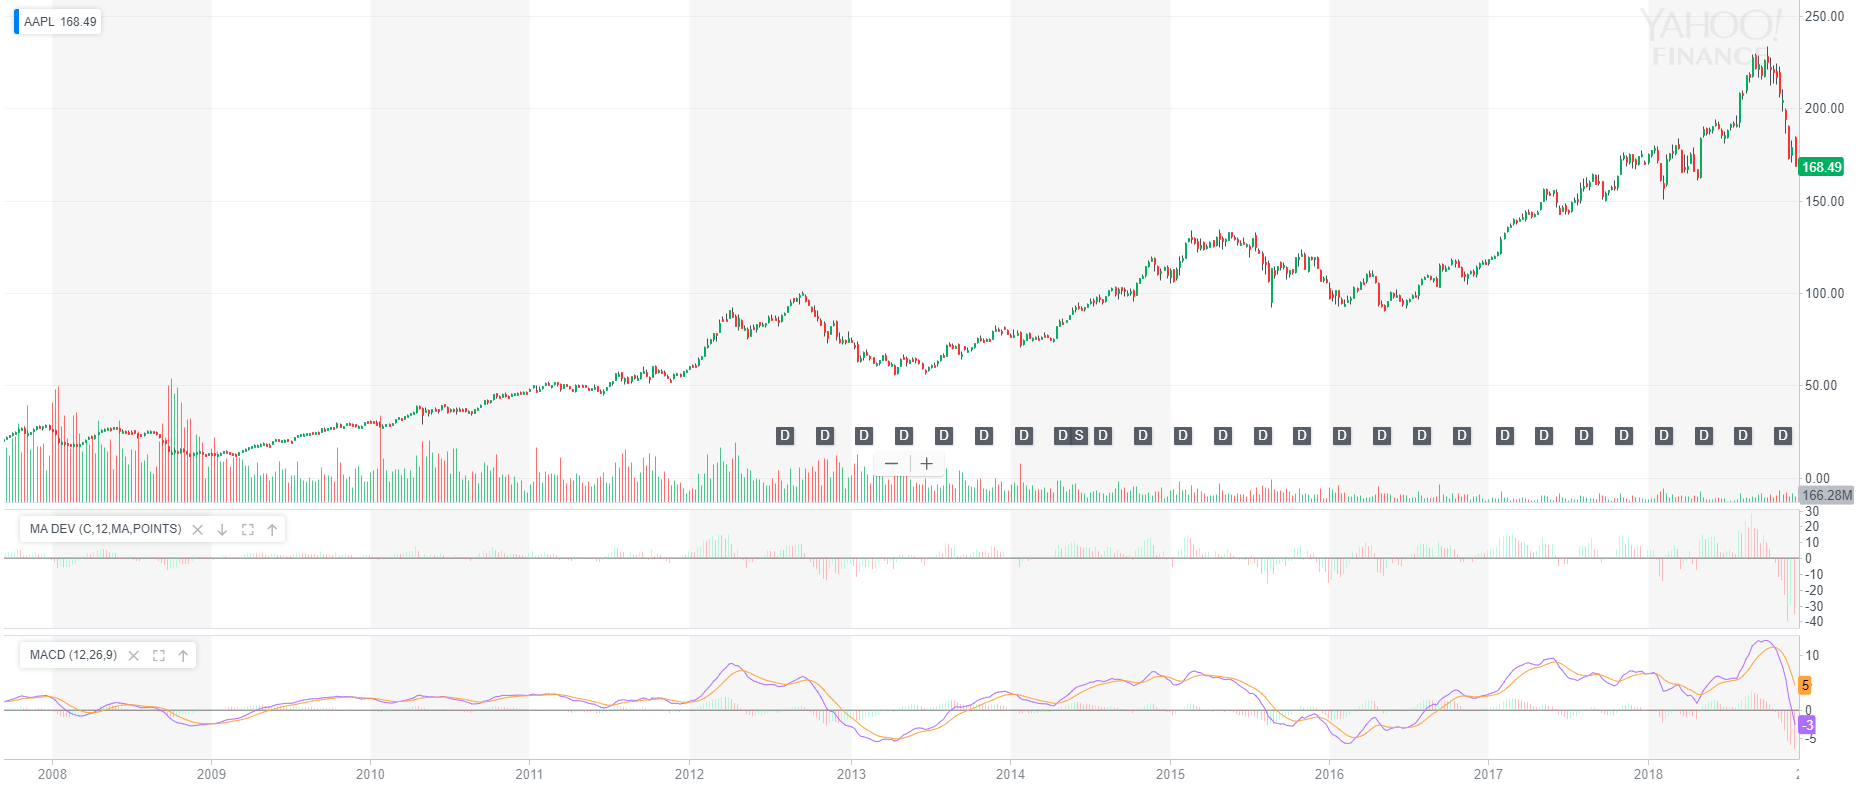 AAPL 168.49
YAHOO!
FINANCE
250.00
200.00
168.49
150.00
100.00
50.00
D D D D D D D D S D D D D D D D D D D D D D D D D D D
− +
0.00
166.28M
MA DEV (C,12,MA,POINTS)
30
20
10
0
-10
-20
-30
-40
MACD (12,26,9)
10
5
0
-3
-5
2008 2009 2010 2011 2012 2013 2014 2015 2016 2017 2018